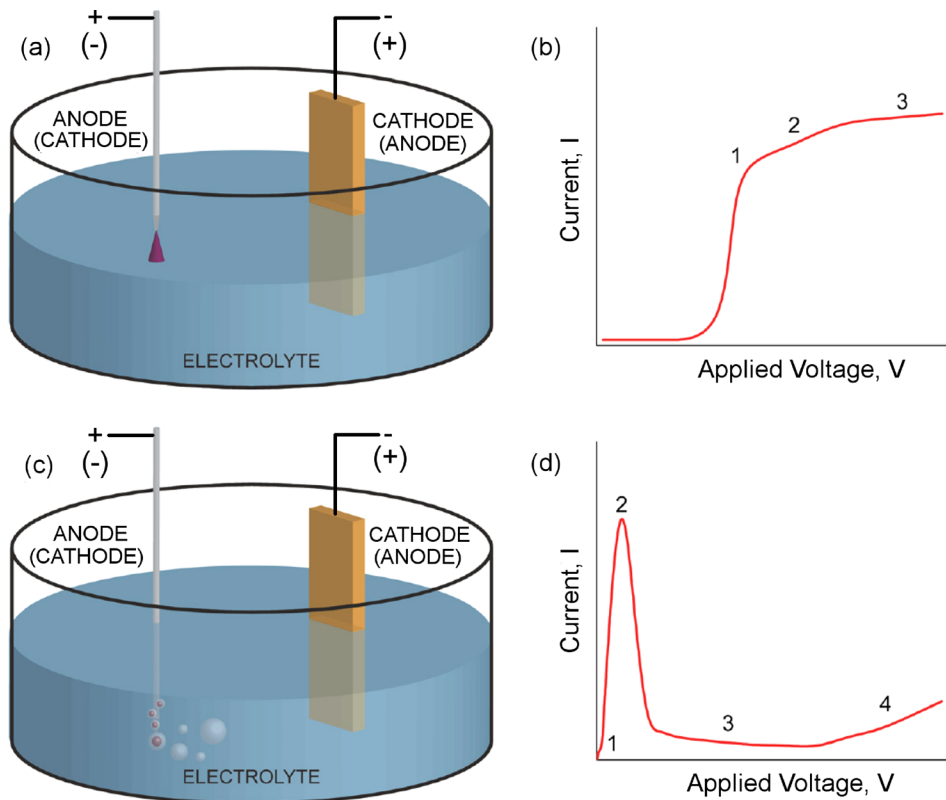 (a)
+
(-)
-
(+)
ANODE
(CATHODE)
CATHODE
(ANODE)
ELECTROLYTE
(b)
Current, I
1
2
3
Applied Voltage, V
(c)
+
(-)
-
(+)
ANODE
(CATHODE)
CATHODE
(ANODE)
ELECTROLYTE
(d)
Current, I
1
2
3
4
Applied Voltage, V